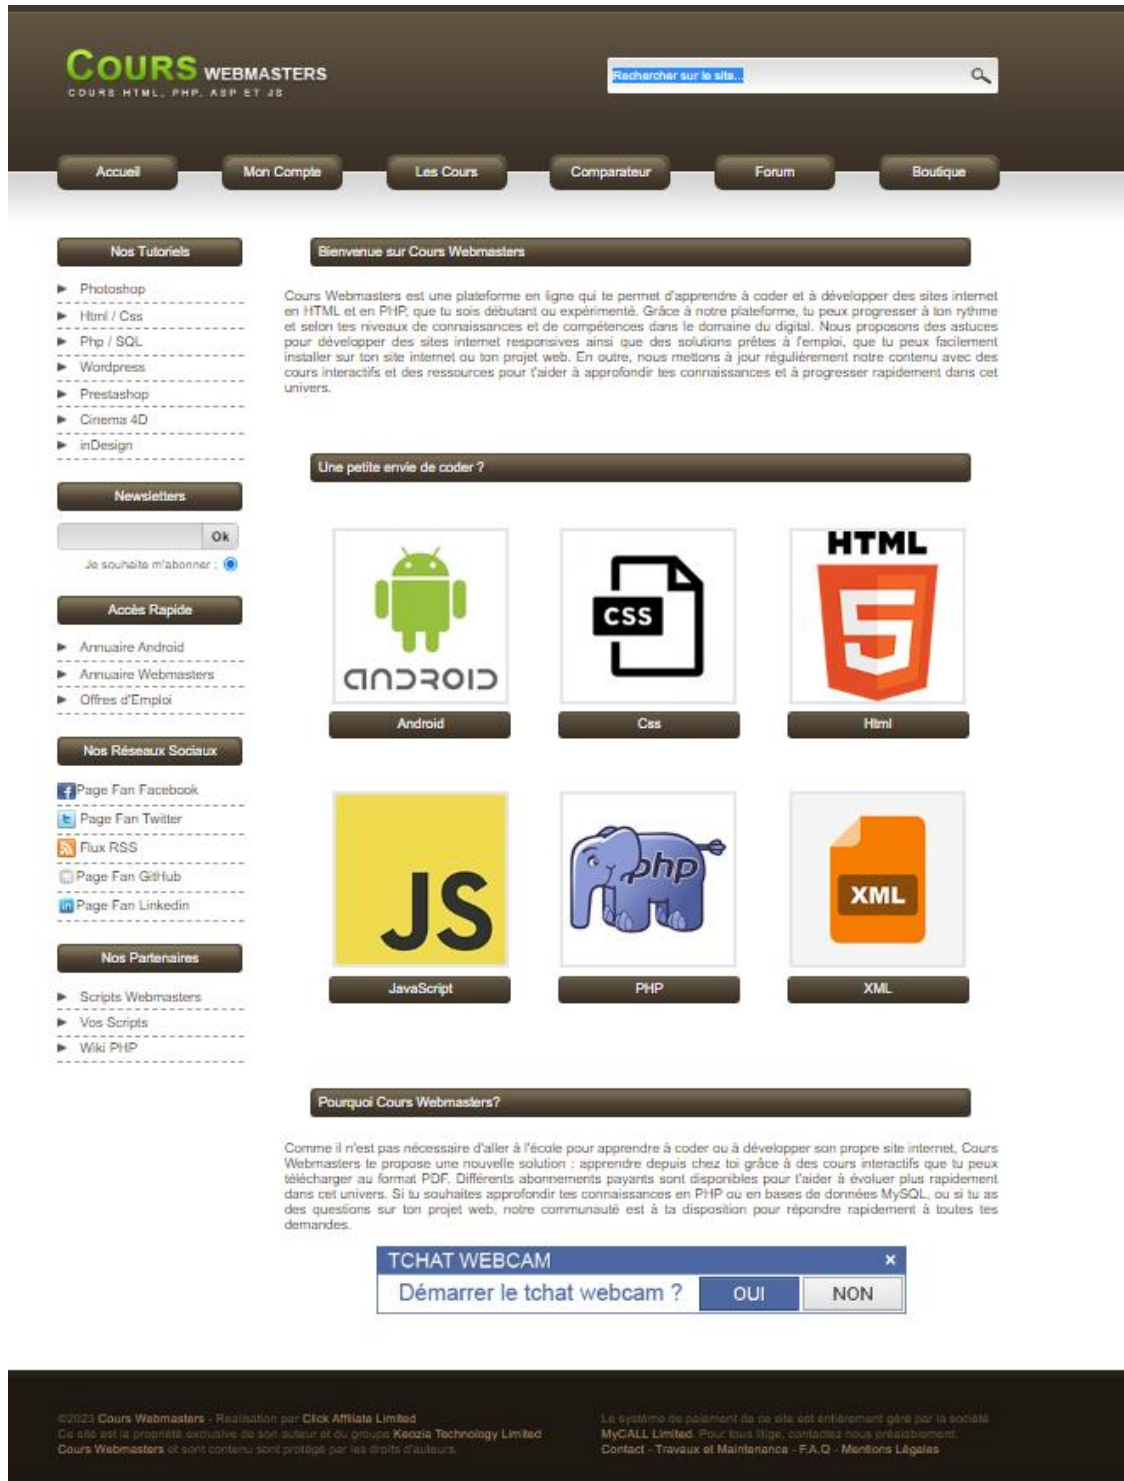 COURS WEBMASTERS
COURS HTML, PHP, ASP ET JS
Rechercher sur le site...
Accueil
Mon Compte
Les Cours
Comparateur
Forum
Boutique
Nos Tutoriels
Photoshop
Html / Css
Php / SQL
Wordpress
Prestashop
Cinema 4D
inDesign
Newsletters
Ok
Je souhaite m'abonner :
Accès Rapide
Annuaire Android
Annuaire Webmasters
Offres d'Emploi
Nos Réseaux Sociaux
Page Fan Facebook
Page Fan Twitter
Flux RSS
Page Fan GitHub
Page Fan Linkedin
Nos Partenaires
Scripts Webmasters
Vos Scripts
Wiki PHP
Bienvenue sur Cours Webmasters
Cours Webmasters est une plateforme en ligne qui te permet d'apprendre à coder et à développer des sites internet
en HTML et en PHP, que tu sois débutant ou expérimenté. Grâce à notre plateforme, tu peux progresser à ton rythme
et selon tes niveaux de connaissances et de compétences dans le domaine du digital. Nous proposons des astuces
pour développer des sites internet responsives ainsi que des solutions prêtes à l'emploi, que tu peux facilement
installer sur ton site internet ou ton projet web. En outre, nous mettons à jour régulièrement notre contenu avec des
cours interactifs et des ressources pour t'aider à approfondir tes connaissances et à progresser rapidement dans cet
univers.
Une petite envie de coder ?
ANDROID
CSS
HTML
5
Android
Css
Html
JS
php
XML
JavaScript
PHP
XML
Pourquoi Cours Webmasters?
Comme il n'est pas nécessaire d'aller à l'école pour apprendre à coder ou à développer son propre site internet, Cours
Webmasters te propose une nouvelle solution : apprendre depuis chez toi grâce à des cours interactifs que tu peux
télécharger au format PDF. Différents abonnements payants sont disponibles pour t'aider à évoluer plus rapidement
dans cet univers. Si tu souhaites approfondir tes connaissances en PHP ou en bases de données MySQL, ou si tu as
des questions sur ton projet web, notre communauté est à ta disposition pour répondre rapidement à toutes tes
demandes.
TCHAT WEBCAM ×
Démarrer le tchat webcam ? OUI NON
©2023 Cours Webmasters - Realisation par Click Affiliate Limited
Ce site est la propriété exclusive de son auteur et du groupe Keozia Technology Limited
Cours Webmasters et sont contenu sont protégé par les droits d'auteurs.
Le système de paiement de ce site est entièrement géré par la société
MyCALL Limited. Pour tous litige, contactez nous préalablement.
Contact - Travaux et Maintenance - F.A.Q - Mentions Légales